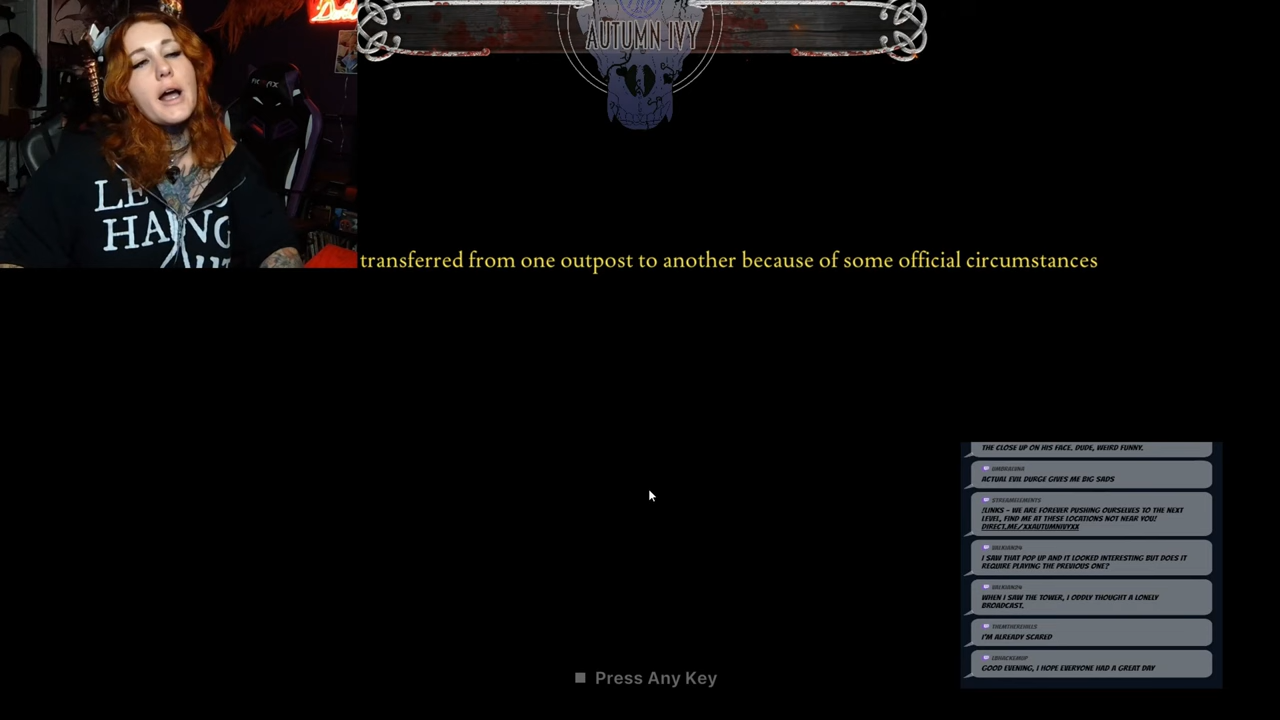 AUTUMN IVY
HANG
transferred from one outpost to another because of some official circumstances
THE CLOSE UP ON HIS FACE. DUDE, WEIRD FUNNY.
ACTUAL EVIL DURGE GIVES ME BIG SADS
STREAMELEMENTS
!LINKS - WE ARE FOREVER PUSHING OURSELVES TO THE NEXT
LEVEL, FIND ME AT THESE LOCATIONS NOT NEAR YOU!
DIRECT.ME/XXAUTUMNIVYXX
I SAW THAT POP UP AND IT LOOKED INTERESTING BUT DOES IT
REQUIRE PLAYING THE PREVIOUS ONE?
WHEN I SAW THE TOWER, I ODDLY THOUGHT A LONELY
BROADCAST.
THEMTHEREHILLS
I'M ALREADY SCARED
GOOD EVENING, I HOPE EVERYONE HAD A GREAT DAY
Press Any Key